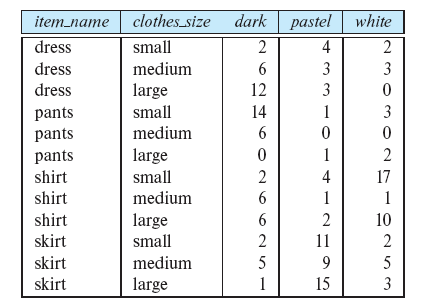 item_name clothes_size dark pastel white
dress small 2 4 2
dress medium 6 3 3
dress large 12 3 0
pants small 14 1 3
pants medium 6 0 0
pants large 0 1 2
shirt small 2 4 17
shirt medium 6 1 1
shirt large 6 2 10
skirt small 2 11 2
skirt medium 5 9 5
skirt large 1 15 3